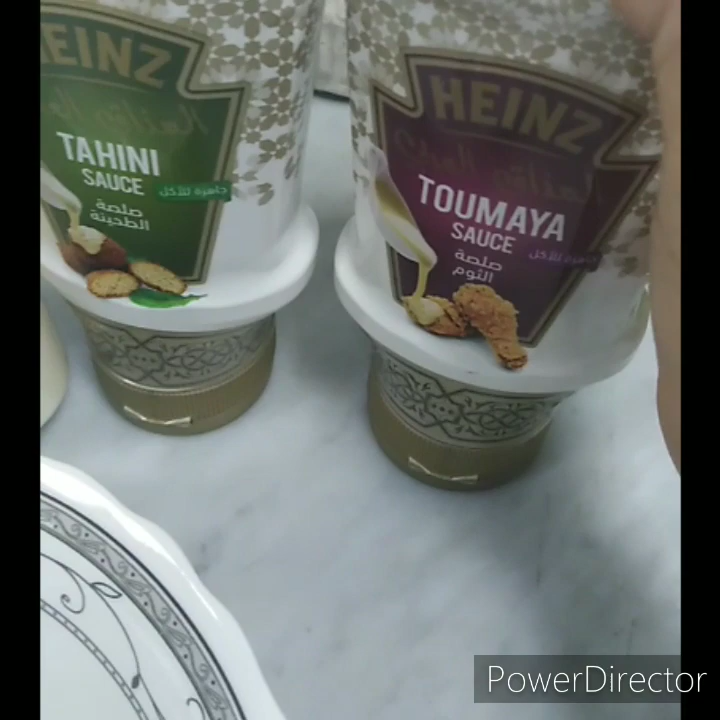 HEINZ
TAHINI
SAUCE
جاهزة للأكل
صلصة
الطحينة
HEINZ
TOUMAYA
SAUCE
جاهزة للأكل
صلصة
الثوم
PowerDirector